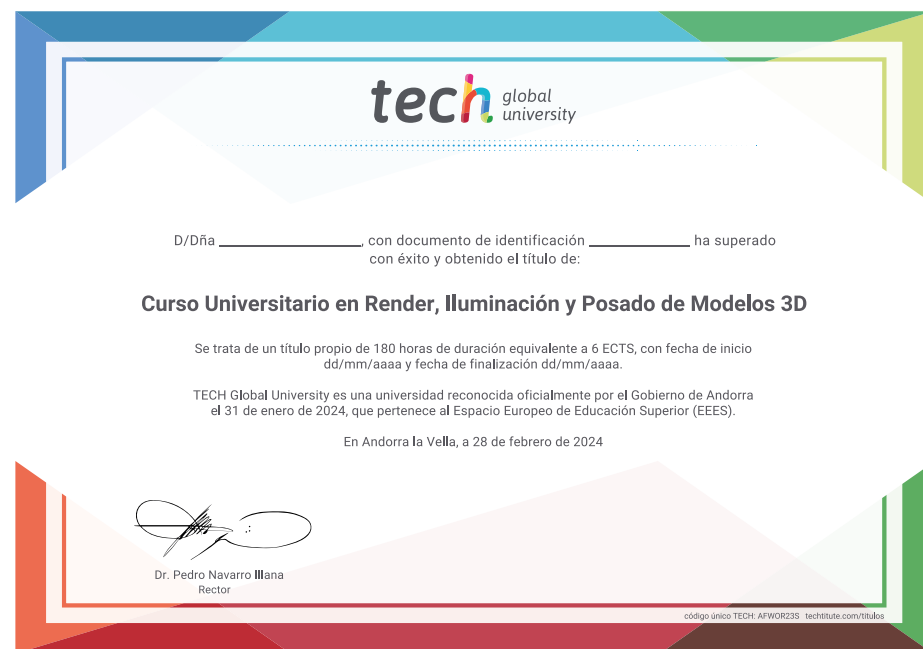 tech global university
D/Dña ____________________, con documento de identificación ______________ ha superado
con éxito y obtenido el título de:
Curso Universitario en Render, Iluminación y Posado de Modelos 3D
Se trata de un título propio de 180 horas de duración equivalente a 6 ECTS, con fecha de inicio
dd/mm/aaaa y fecha de finalización dd/mm/aaaa.
TECH Global University es una universidad reconocida oficialmente por el Gobierno de Andorra
el 31 de enero de 2024, que pertenece al Espacio Europeo de Educación Superior (EEES).
En Andorra la Vella, a 28 de febrero de 2024
Dr. Pedro Navarro Illana
Rector
código único TECH: AFWOR23S techtitute.com/titulos